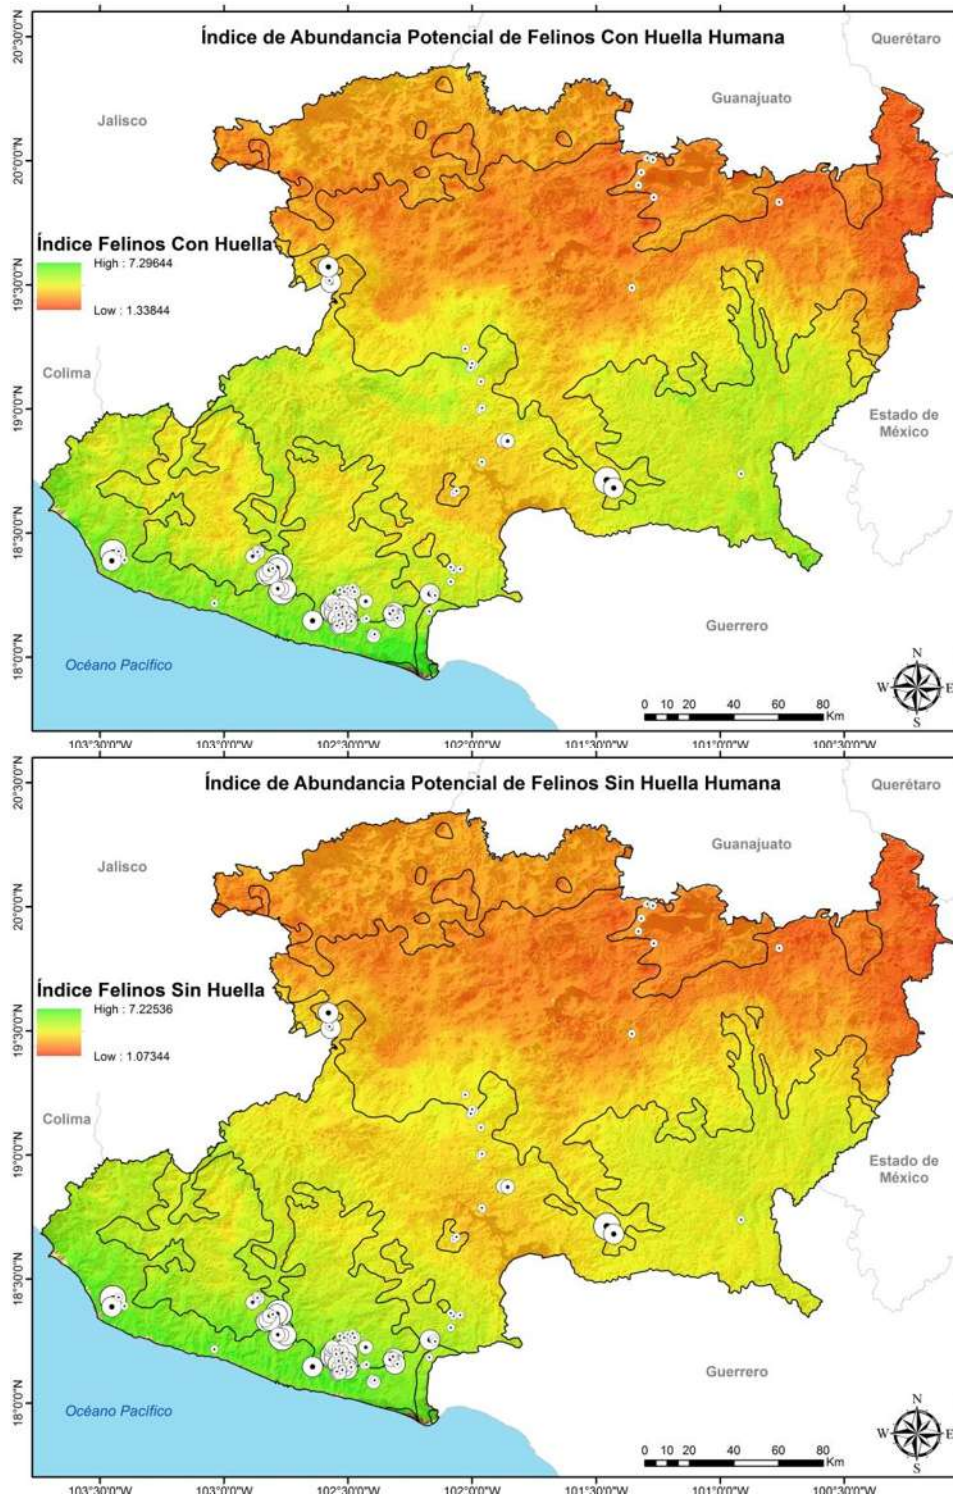 Índice de Abundancia Potencial de Felinos Con Huella Humana
Querétaro
Guanajuato
Jalisco
Índice Felinos Con Huella
High : 7.29644
Low : 1.33844
Colima
Estado de
México
Guerrero
Océano Pacífico
N
W E
S
0 10 20 40 60 80
Km
20°30'0"N
20°0'0"N
19°30'0"N
19°0'0"N
18°30'0"N
18°0'0"N
103°30'0"W 103°0'0"W 102°30'0"W 102°0'0"W 101°30'0"W 101°0'0"W 100°30'0"W
Índice de Abundancia Potencial de Felinos Sin Huella Humana
Querétaro
Guanajuato
Jalisco
Índice Felinos Sin Huella
High : 7.22536
Low : 1.07344
Colima
Estado de
México
Guerrero
Océano Pacífico
N
W E
S
0 10 20 40 60 80
Km
20°30'0"N
20°0'0"N
19°30'0"N
19°0'0"N
18°30'0"N
18°0'0"N
103°30'0"W 103°0'0"W 102°30'0"W 102°0'0"W 101°30'0"W 101°0'0"W 100°30'0"W